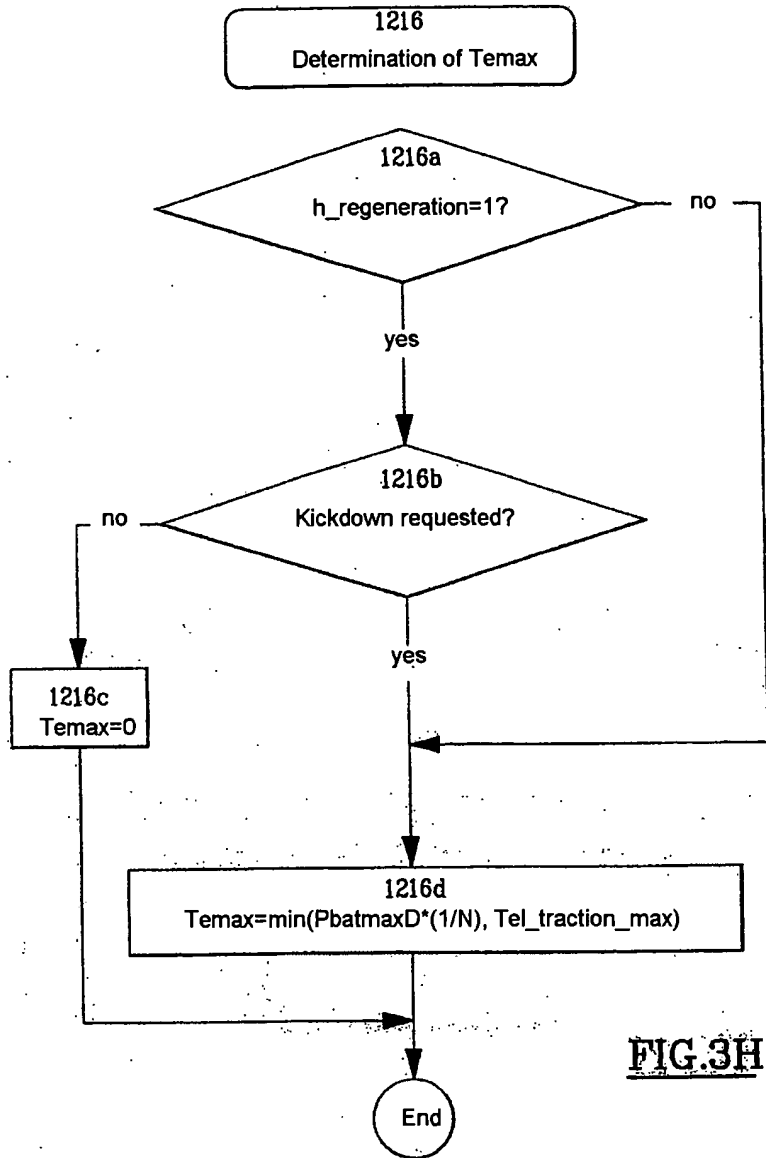 1216
Determination of Temax
1216a
h_regeneration=1?
no
yes
1216b
Kickdown requested?
no
yes
1216c
Temax=0
1216d
Temax=min(PbatmaxD*(1/N), Tel_traction_max)
FIG.3H
End